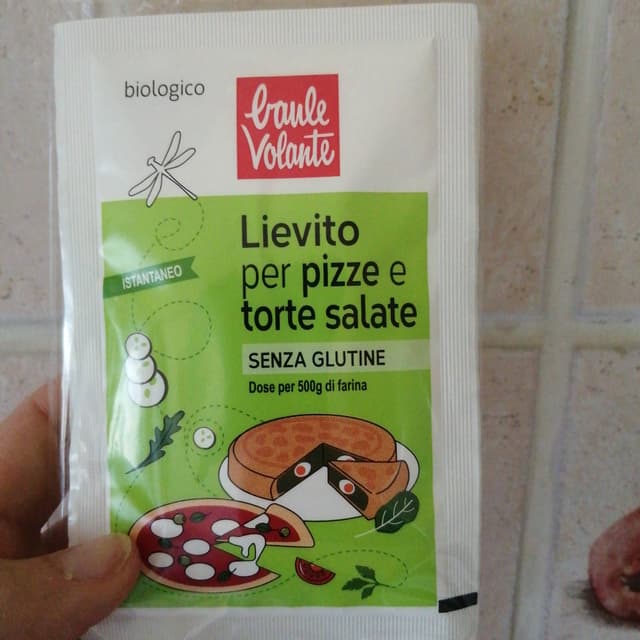 biologico
baule
Volante
Lievito
per pizze e
torte salate
ISTANTANEO
SENZA GLUTINE
Dose per 500g di farina